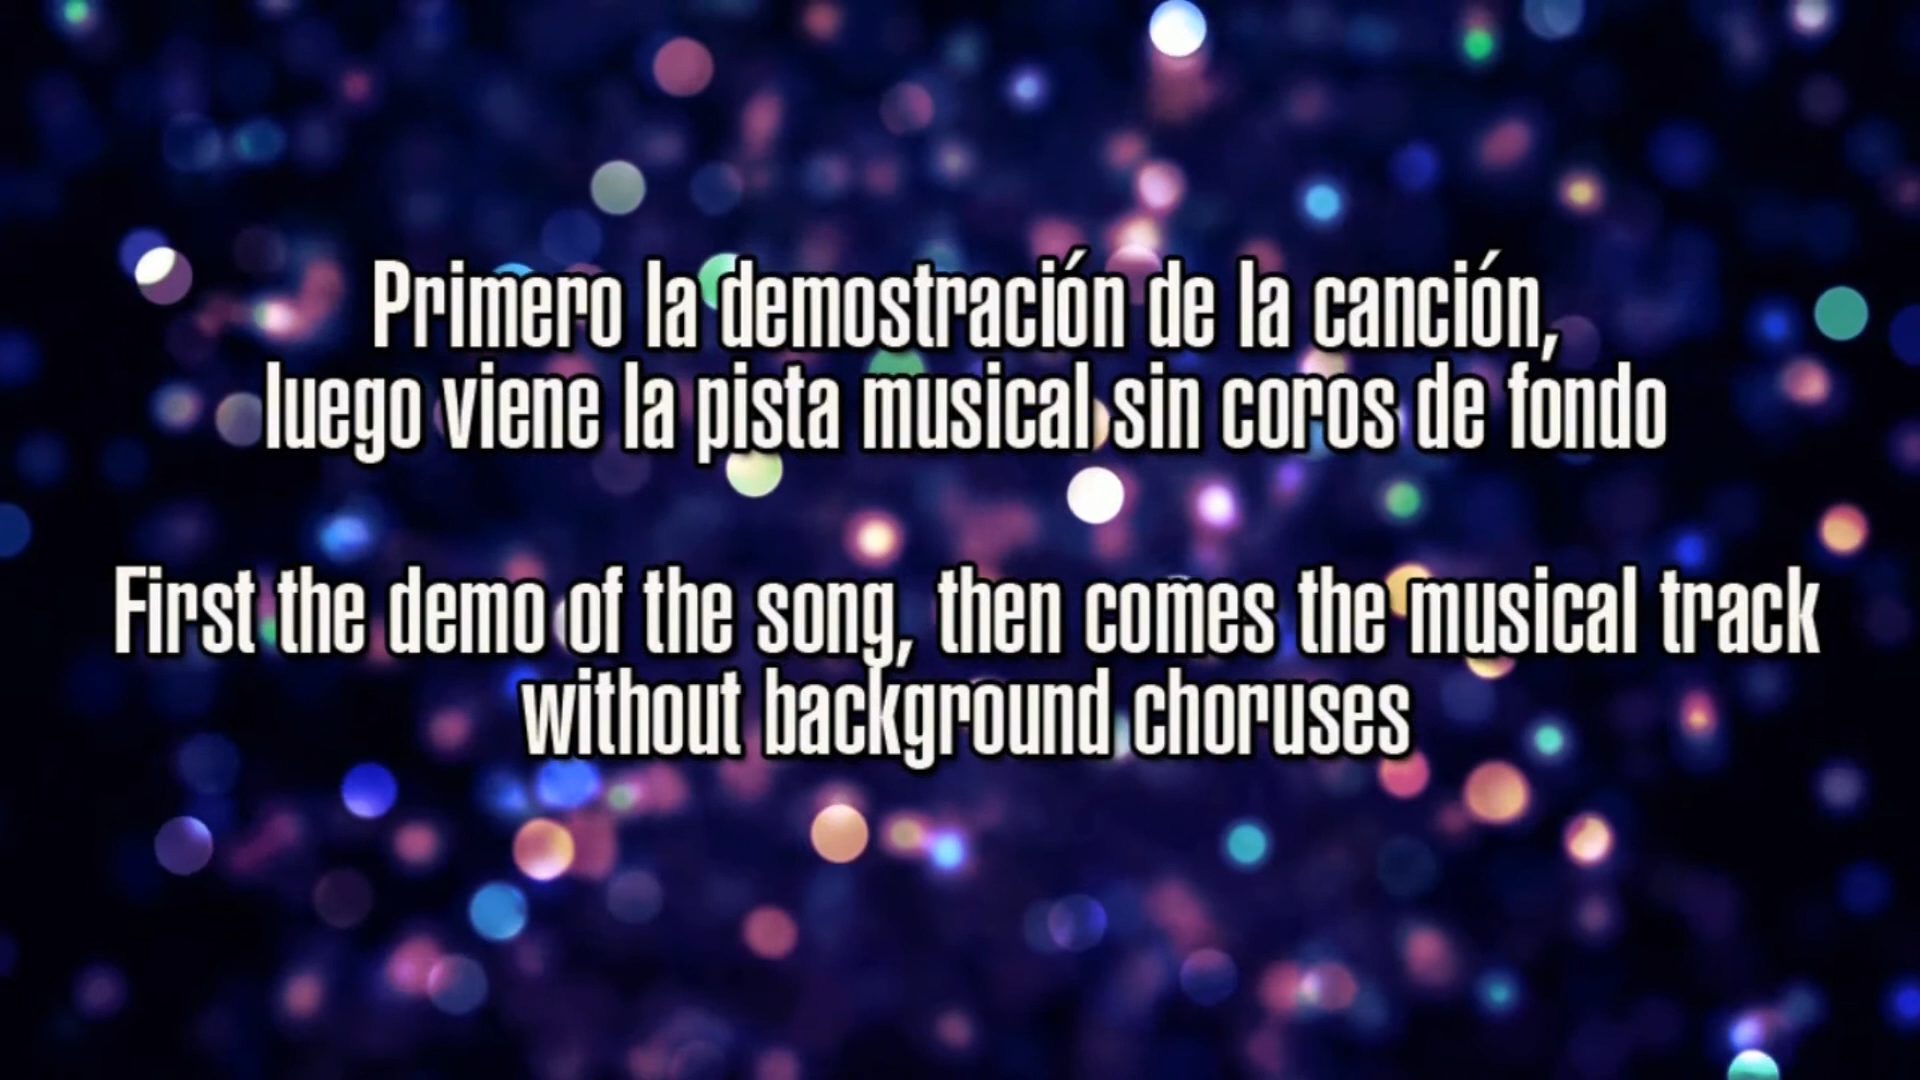 Primero la demostración de la canción,
luego viene la pista musical sin coros de fondo
First the demo of the song, then comes the musical track
without background choruses